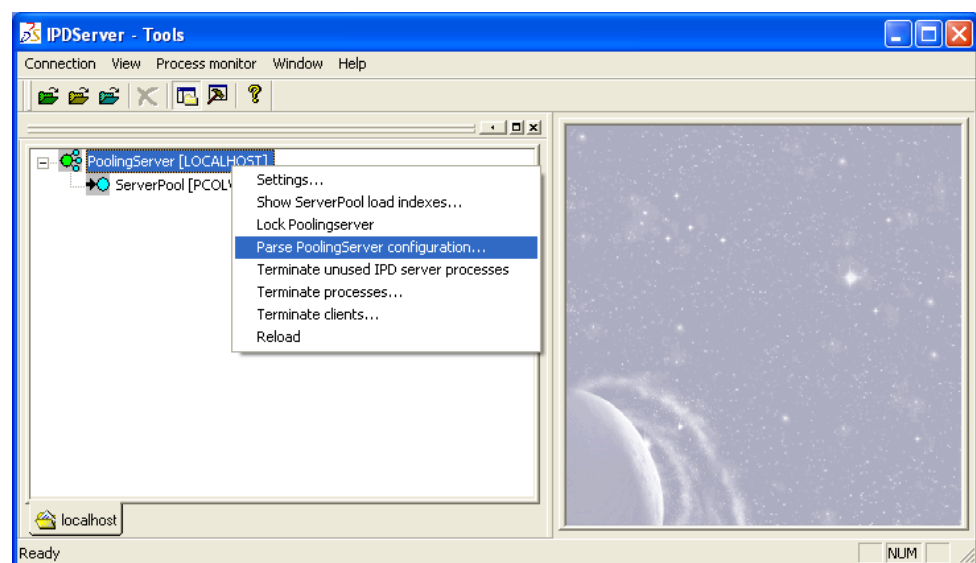 IPDServer - Tools
Connection View Process monitor Window Help
PoolingServer [LOCALHOST]
ServerPool [PCOL
Settings...
Show ServerPool load indexes...
Lock Poolingserver
Parse PoolingServer configuration...
Terminate unused IPD server processes
Terminate processes...
Terminate clients...
Reload
localhost
Ready NUM